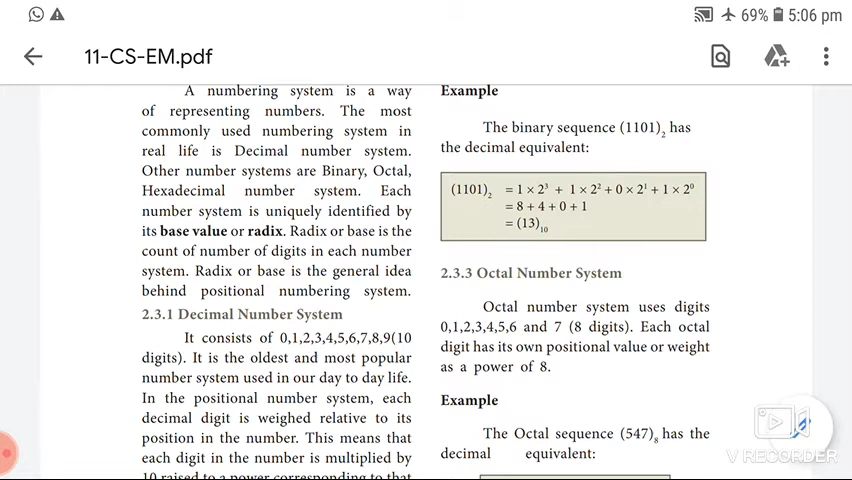 69% 5:06 pm
11-CS-EM.pdf
A numbering system is a way
of representing numbers. The most
commonly used numbering system in
real life is Decimal number system.
Other number systems are Binary, Octal,
Hexadecimal number system. Each
number system is uniquely identified by
its base value or radix. Radix or base is the
count of number of digits in each number
system. Radix or base is the general idea
behind positional numbering system.
2.3.1 Decimal Number System
It consists of 0,1,2,3,4,5,6,7,8,9(10
digits). It is the oldest and most popular
number system used in our day to day life.
In the positional number system, each
decimal digit is weighed relative to its
position in the number. This means that
each digit in the number is multiplied by
10 raised to a power corresponding to that
Example
The binary sequence (1101)₂ has
the decimal equivalent:
(1101)₂ = 1 × 2³ + 1 × 2² + 0 × 2¹ + 1 × 2⁰
= 8 + 4 + 0 + 1
= (13)₁₀
2.3.3 Octal Number System
Octal number system uses digits
0,1,2,3,4,5,6 and 7 (8 digits). Each octal
digit has its own positional value or weight
as a power of 8.
Example
The Octal sequence (547)₈ has the
decimal equivalent:
V RECORDER